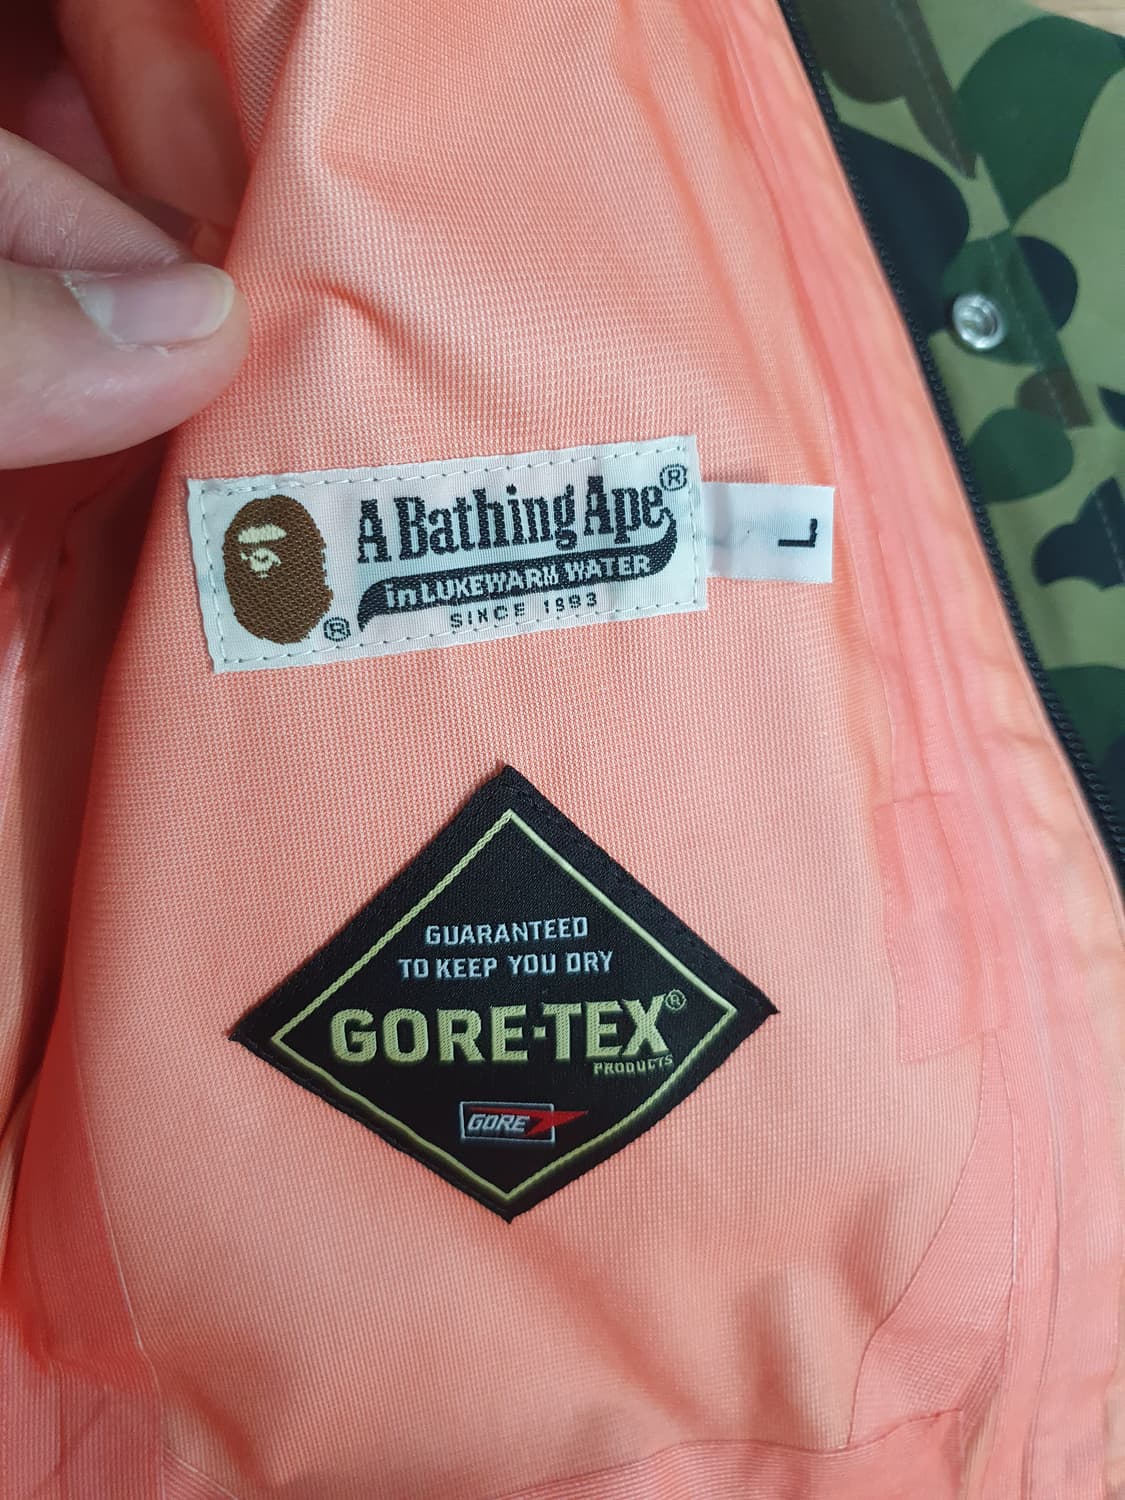 A Bathing Ape®
in LUKEWARM WATER
SINCE 1993
®
L
GUARANTEED
TO KEEP YOU DRY
GORE-TEX®
PRODUCTS
GORE